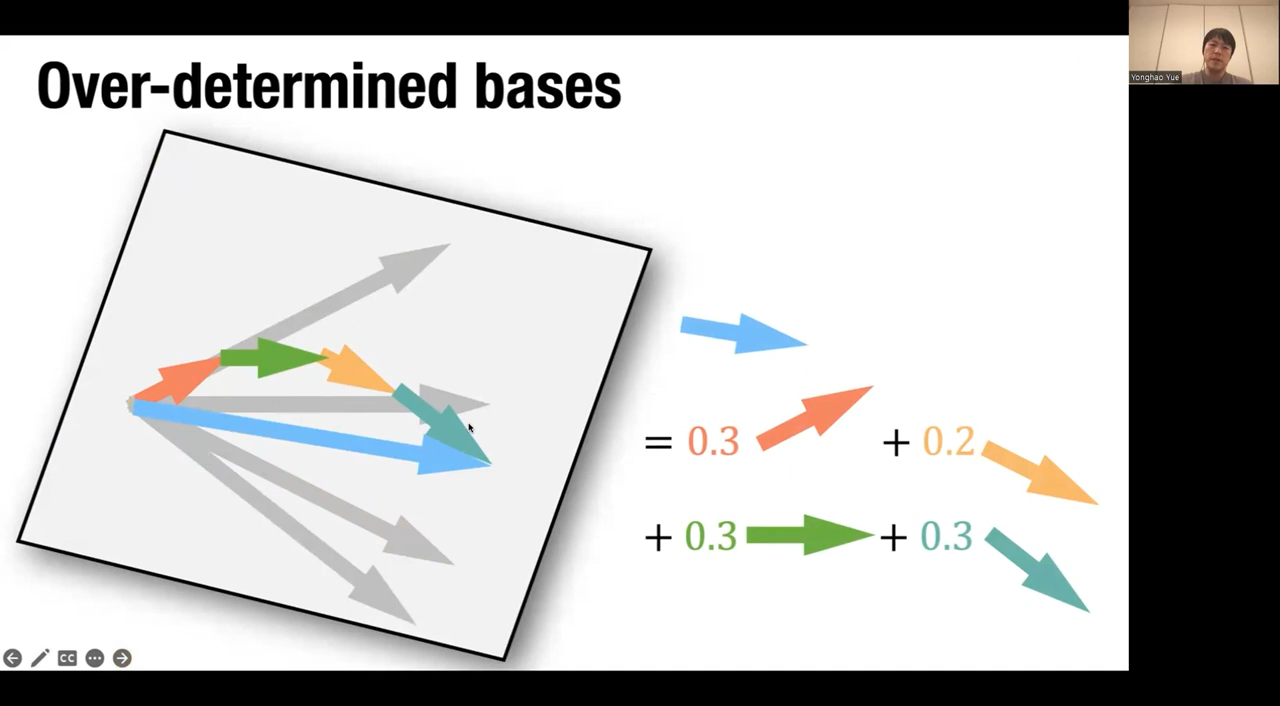 Over-determined bases
Yonghao Yue
= 0.3 + 0.2
+ 0.3 + 0.3
CC